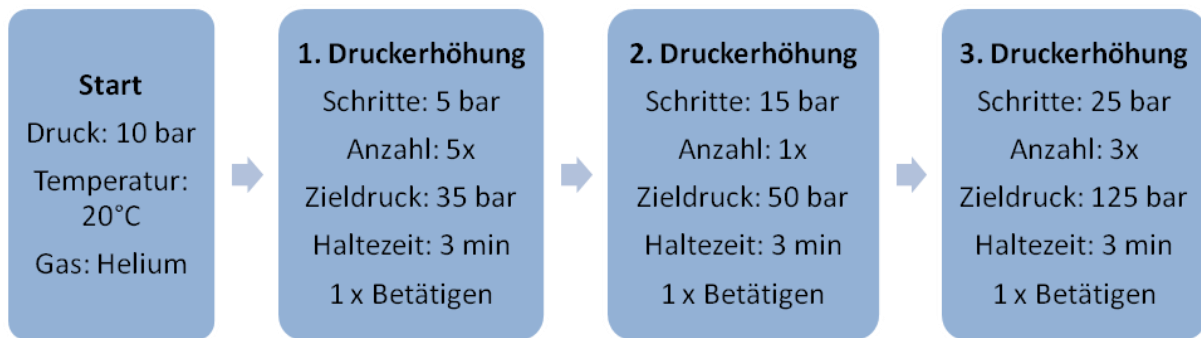 Start
Druck: 10 bar
Temperatur:
20°C
Gas: Helium
1. Druckerhöhung
Schritte: 5 bar
Anzahl: 5x
Zieldruck: 35 bar
Haltezeit: 3 min
1 x Betätigen
2. Druckerhöhung
Schritte: 15 bar
Anzahl: 1x
Zieldruck: 50 bar
Haltezeit: 3 min
1 x Betätigen
3. Druckerhöhung
Schritte: 25 bar
Anzahl: 3x
Zieldruck: 125 bar
Haltezeit: 3 min
1 x Betätigen